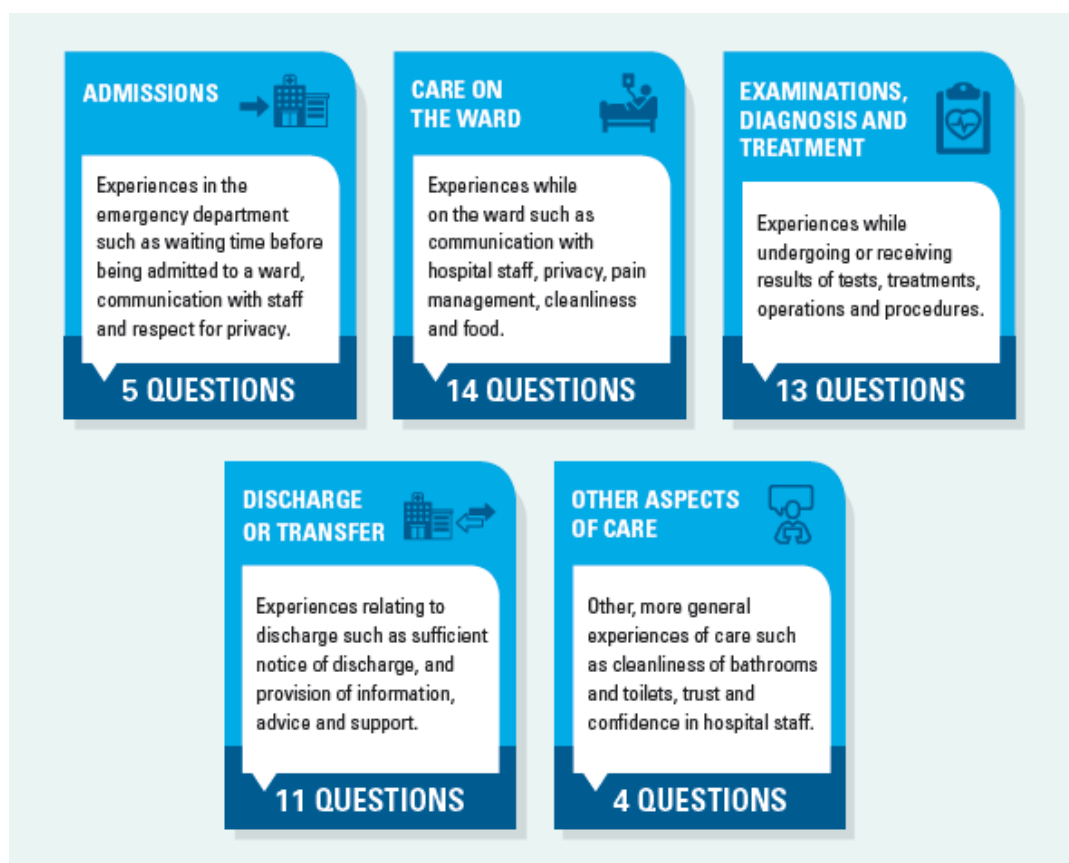 ADMISSIONS
Experiences in the
emergency department
such as waiting time before
being admitted to a ward,
communication with staff
and respect for privacy.
5 QUESTIONS
CARE ON
THE WARD
Experiences while
on the ward such as
communication with
hospital staff, privacy, pain
management, cleanliness
and food.
14 QUESTIONS
EXAMINATIONS,
DIAGNOSIS AND
TREATMENT
Experiences while
undergoing or receiving
results of tests, treatments,
operations and procedures.
13 QUESTIONS
DISCHARGE
OR TRANSFER
Experiences relating to
discharge such as sufficient
notice of discharge, and
provision of information,
advice and support.
11 QUESTIONS
OTHER ASPECTS
OF CARE
Other, more general
experiences of care such
as cleanliness of bathrooms
and toilets, trust and
confidence in hospital staff.
4 QUESTIONS